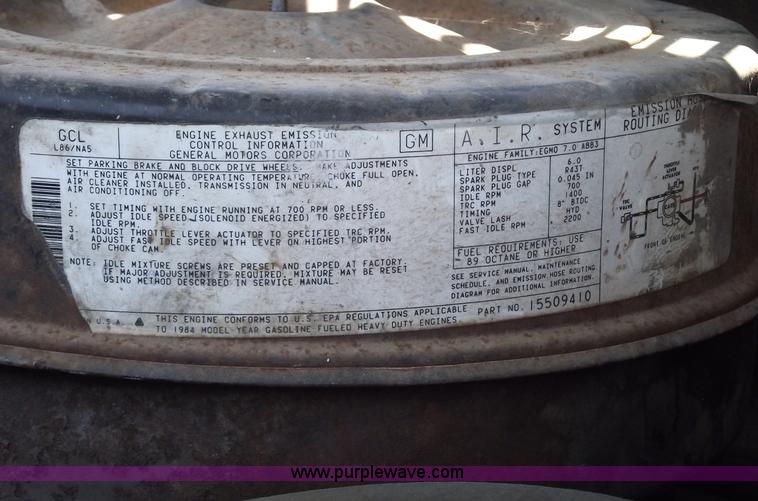 GCL
L86/NA5
ENGINE EXHAUST EMISSION
CONTROL INFORMATION
GENERAL MOTORS CORPORATION
GM
SET PARKING BRAKE AND BLOCK DRIVE WHEELS. MAKE ADJUSTMENTS
WITH ENGINE AT NORMAL OPERATING TEMPERATURE, CHOKE FULL OPEN,
AIR CLEANER INSTALLED, TRANSMISSION IN NEUTRAL, AND
AIR CONDITIONING OFF.
1. SET TIMING WITH ENGINE RUNNING AT 700 RPM OR LESS.
2. ADJUST IDLE SPEED (SOLENOID ENERGIZED) TO SPECIFIED
IDLE RPM.
3. ADJUST THROTTLE LEVER ACTUATOR TO SPECIFIED TRC RPM.
4 ADJUST FAST IDLE SPEED WITH LEVER ON HIGHEST PORTION
OF CHOKE CAM.
NOTE: IDLE MIXTURE SCREWS ARE PRESET AND CAPPED AT FACTORY.
IF MAJOR ADJUSTMENT IS REQUIRED, MIXTURE MAY BE RESET
USING METHOD DESCRIBED IN SERVICE MANUAL.
A.I.R. SYSTEM
ENGINE FAMILY: EGM0 7.0 ABB3
LITER DISPL 6.0
SPARK PLUG TYPE R43T
SPARK PLUG GAP 0.045 IN
IDLE RPM 700
TRC RPM 1400
TIMING 8° BTDC
VALVE LASH HYD
FAST IDLE RPM 2200
FUEL REQUIREMENTS: USE
89 OCTANE OR HIGHER
SEE SERVICE MANUAL, MAINTENANCE
SCHEDULE, AND EMISSION HOSE ROUTING
DIAGRAM FOR ADDITIONAL INFORMATION.
EMISSION HOSE
ROUTING
THROTTLE
LEVER
ACTUATOR
TRC
VALVE
FRONT OF ENGINE
U.S.A. THIS ENGINE CONFORMS TO U.S. EPA REGULATIONS APPLICABLE
TO 1984 MODEL YEAR GASOLINE FUELED HEAVY DUTY ENGINES.
PART NO. 15509410
www.purplewave.com